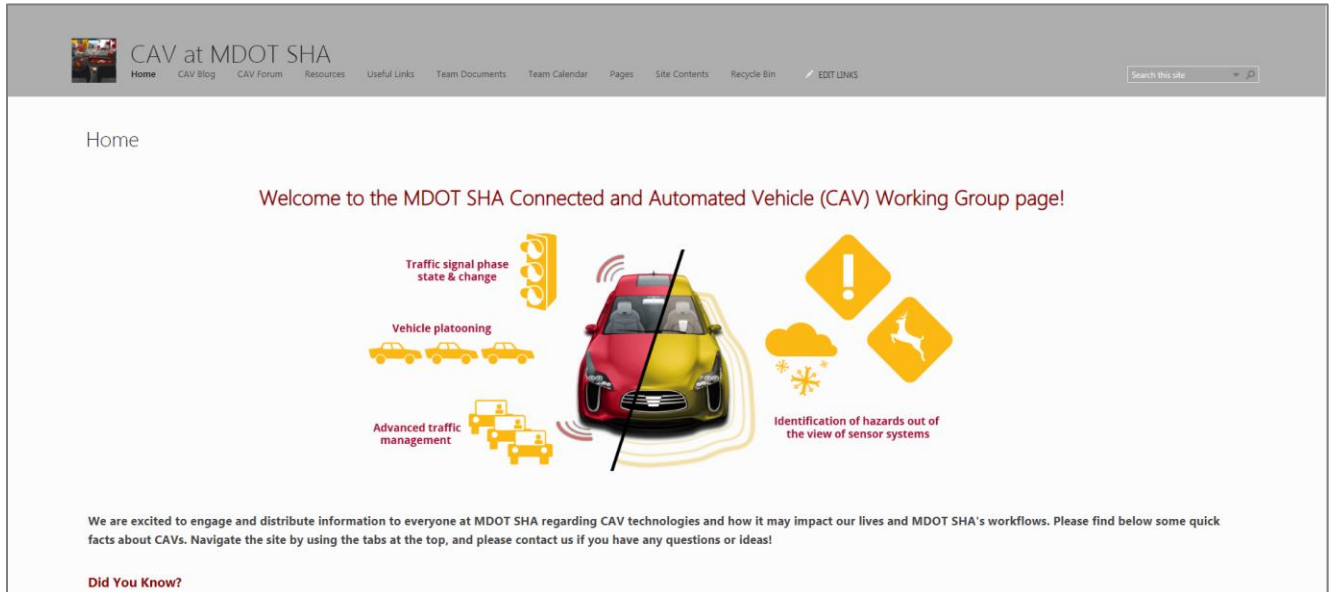 CAV at MDOT SHA
Home CAV Blog CAV Forum Resources Useful Links Team Documents Team Calendar Pages Site Contents Recycle Bin EDIT LINKS
Search this site
Home
Welcome to the MDOT SHA Connected and Automated Vehicle (CAV) Working Group page!
Traffic signal phase
state & change
Vehicle platooning
Advanced traffic
management
Identification of hazards out of
the view of sensor systems
We are excited to engage and distribute information to everyone at MDOT SHA regarding CAV technologies and how it may impact our lives and MDOT SHA's workflows. Please find below some quick
facts about CAVs. Navigate the site by using the tabs at the top, and please contact us if you have any questions or ideas!
Did You Know?